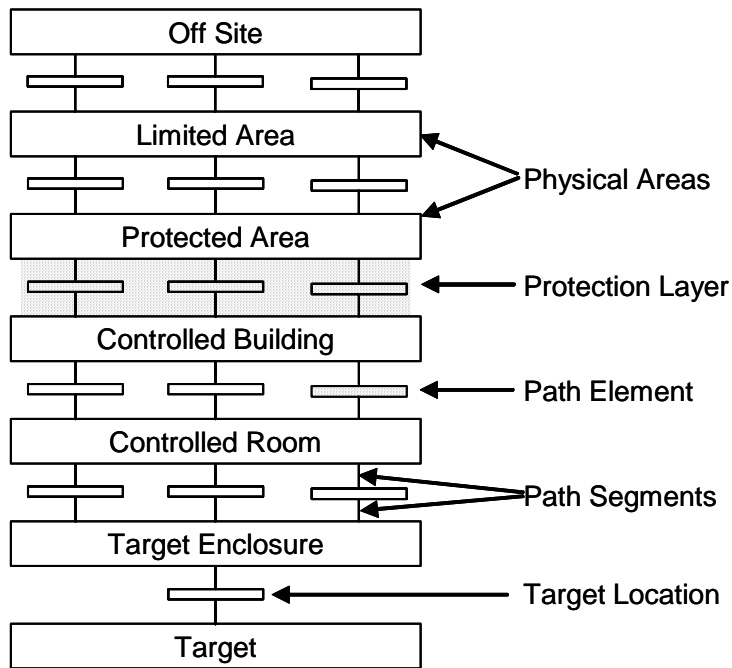 Off Site
Limited Area
Physical Areas
Protected Area
Protection Layer
Controlled Building
Path Element
Controlled Room
Path Segments
Target Enclosure
Target Location
Target